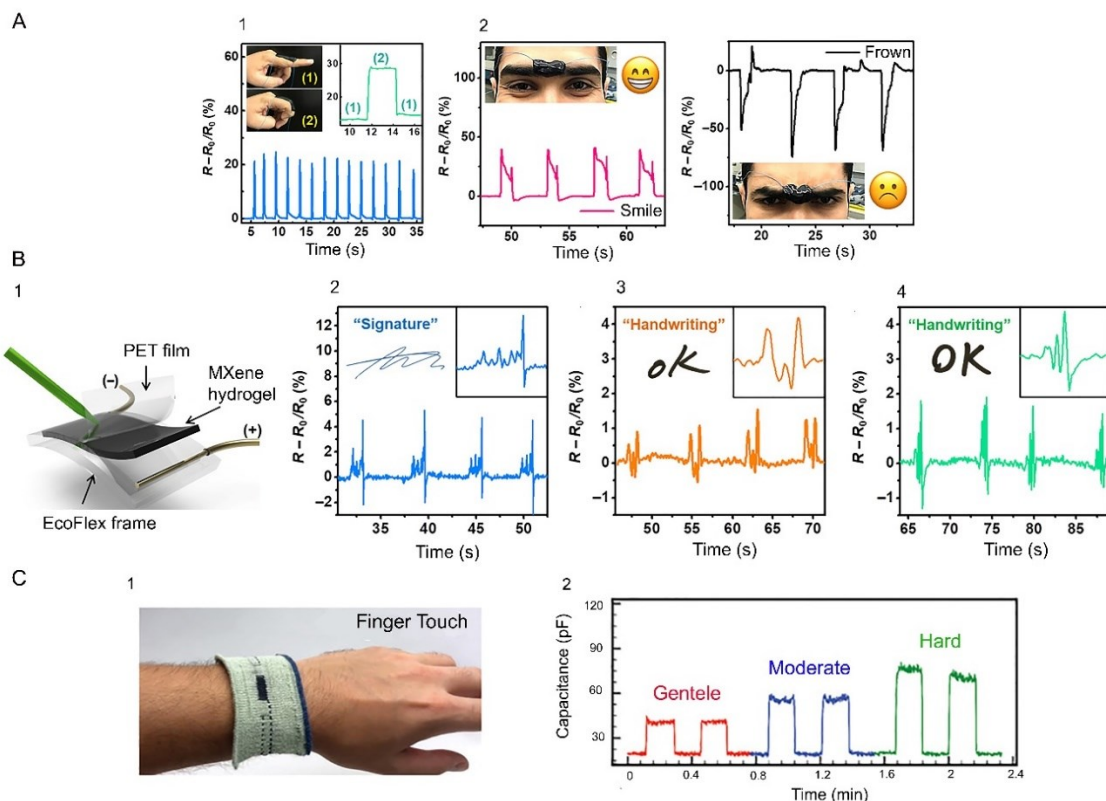 A
1
60
40
20
0
R – R₀/R₀ (%)
5 10 15 20 25 30 35
Time (s)
(1)
(2)
30
20
(1) (2) (1)
10 12 14 16
2
100
50
0
R – R₀/R₀ (%)
50 55 60
Time (s)
Smile
0
–50
–100
R – R₀/R₀ (%)
20 25 30
Time (s)
Frown
B
1
PET film
(–)
MXene
hydrogel
(+)
EcoFlex frame
2
"Signature"
12
10
8
6
4
2
0
–2
R – R₀/R₀ (%)
35 40 45 50
Time (s)
3
"Handwriting"
oK
4
3
2
1
0
–1
R – R₀/R₀ (%)
50 55 60 65 70
Time (s)
4
"Handwriting"
OK
4
3
2
1
0
–1
R – R₀/R₀ (%)
65 70 75 80 85
Time (s)
C
1
Finger Touch
2
120
90
60
30
Capacitance (pF)
Gentele
Moderate
Hard
0 0.4 0.8 1.2 1.6 2 2.4
Time (min)